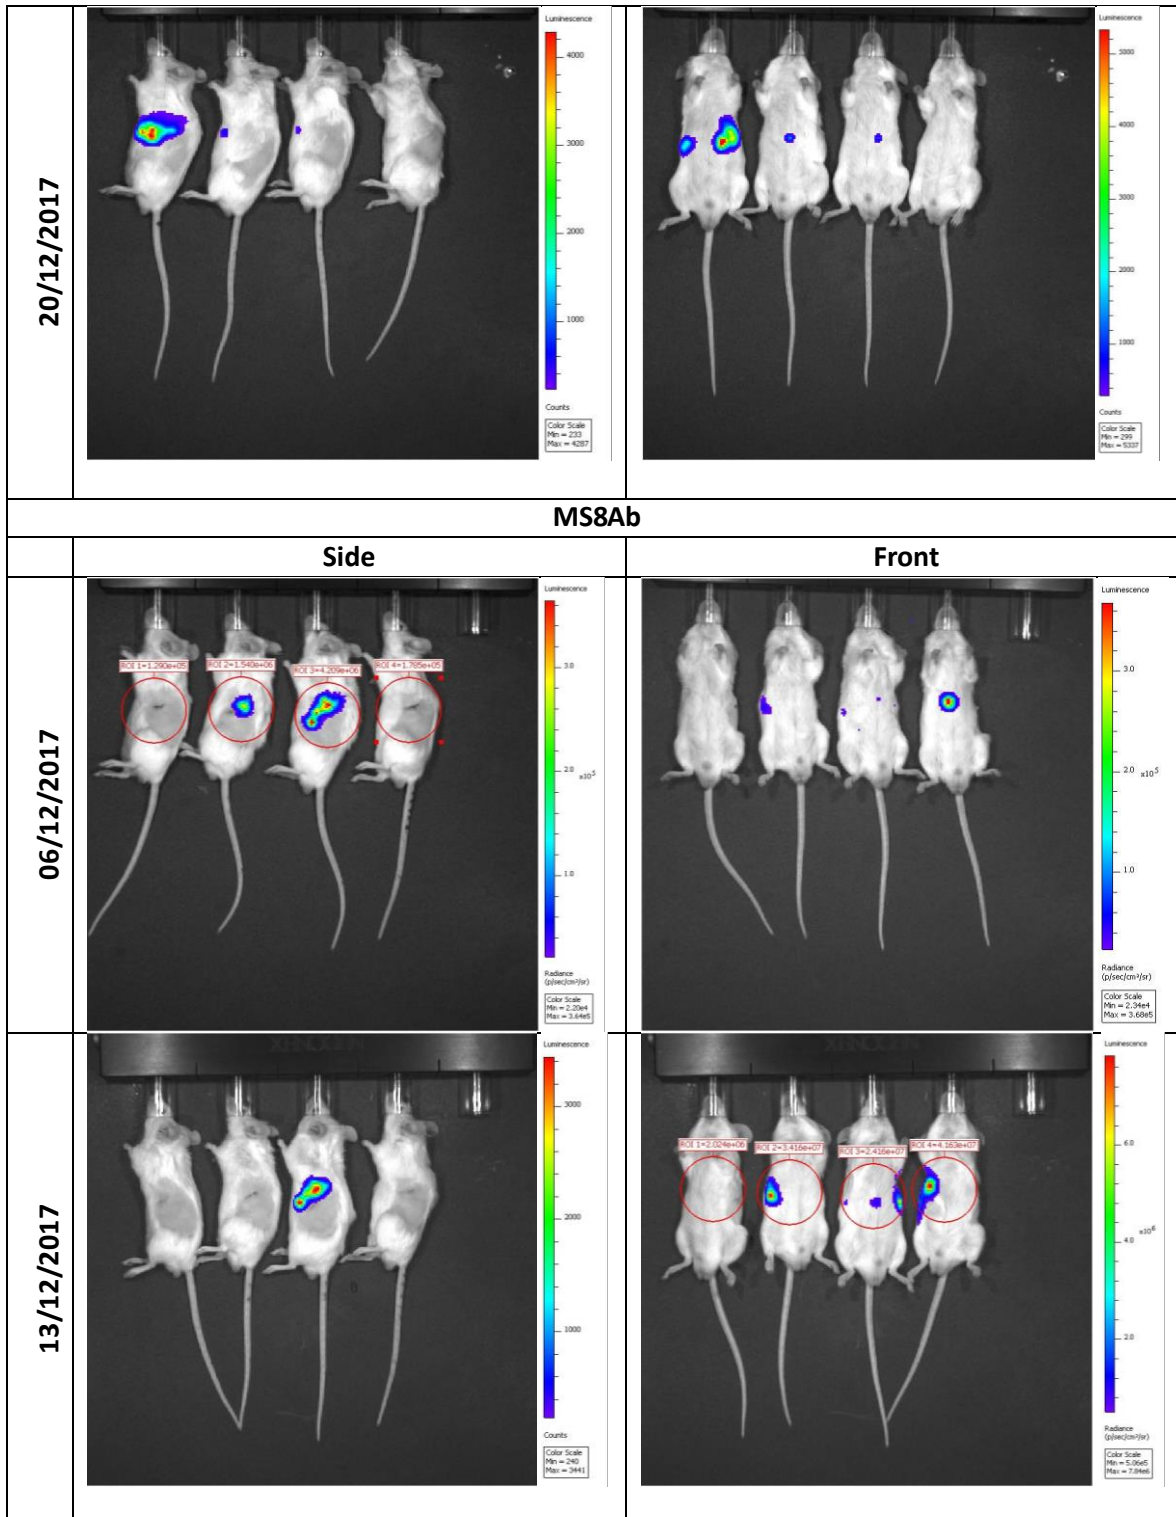 20/12/2017
Luminescence
4000
3000
2000
1000
Counts
Color Scale
Min = 233
Max = 4287
Luminescence
5000
4000
3000
2000
1000
Counts
Color Scale
Min = 299
Max = 5337
MS8Ab
Side
Front
06/12/2017
ROI 1=1.290e+05
ROI 2=1.540e+06
ROI 3=4.209e+06
ROI 4=1.785e+05
Luminescence
3.0
2.0
x10⁵
1.0
Radiance
(p/sec/cm²/sr)
Color Scale
Min = 2.20e4
Max = 3.64e5
Luminescence
3.0
2.0
x10⁵
1.0
Radiance
(p/sec/cm²/sr)
Color Scale
Min = 2.34e4
Max = 3.68e5
13/12/2017
Luminescence
3000
2000
1000
Counts
Color Scale
Min = 240
Max = 3441
ROI 1=2.024e+06
ROI 2=3.416e+07
ROI 3=2.416e+07
ROI 4=4.163e+07
Luminescence
6.0
4.0
x10⁶
2.0
Radiance
(p/sec/cm²/sr)
Color Scale
Min = 5.06e5
Max = 7.84e6